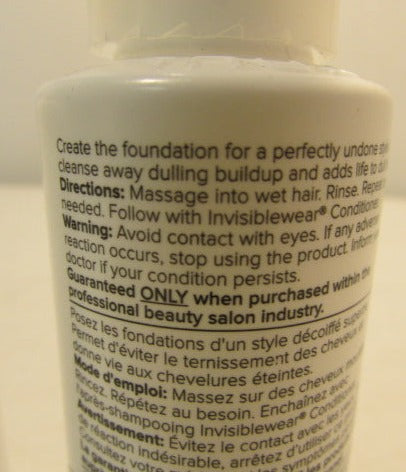 Create the foundation for a perfectly undone
cleanse away dulling buildup and adds life to
Directions: Massage into wet hair. Rinse. Repeat
needed. Follow with Invisiblewear® Conditioner
Warning: Avoid contact with eyes. If any adverse
reaction occurs, stop using the product. Inform
doctor if your condition persists.
Guaranteed ONLY when purchased within the
professional beauty salon industry.
Posez les fondations d'un style décoiffé
Permet d'éviter le ternissement des cheveux
donne vie aux chevelures éteintes.
Mode d'emploi: Massez sur des cheveux
Rincez. Répétez au besoin. Enchaînez avec
après-shampooing Invisiblewear®
Avertissement: Évitez le contact avec les
réaction indésirable, arrêtez d'utiliser
Consultez votre
garantie